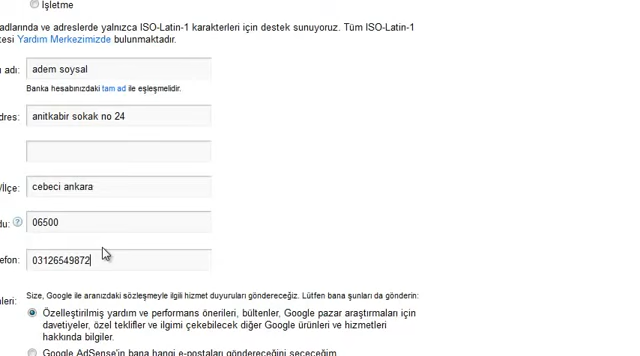 İşletme
adlarında ve adreslerde yalnızca ISO-Latin-1 karakterleri için destek sunuyoruz. Tüm ISO-Latin-1
tesi Yardım Merkezimizde bulunmaktadır.
ı adı: adem soysal
Banka hesabınızdaki tam ad ile eşleşmelidir.
dres: anitkabir sokak no 24
/İlçe: cebeci ankara
du: ? 06500
efon: 03126549872
nleri: Size, Google ile aranızdaki sözleşmeyle ilgili hizmet duyuruları göndereceğiz. Lütfen bana şunları da gönderin:
Özelleştirilmiş yardım ve performans önerileri, bültenler, Google pazar araştırmaları için
davetiyeler, özel teklifler ve ilgimi çekebilecek diğer Google ürünleri ve hizmetleri
hakkında bilgiler.
Google AdSense'in bana hangi e-postaları göndereceğini seçeceğim.